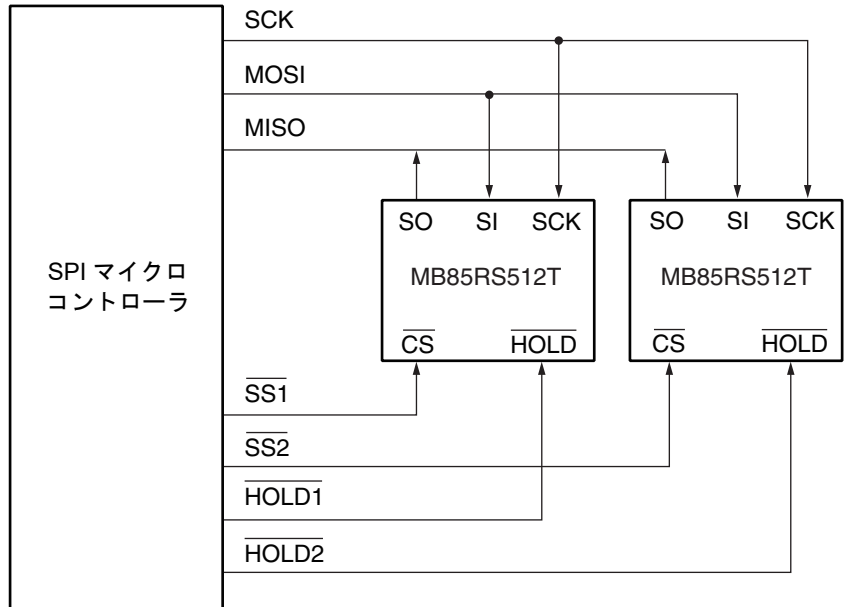 SCK
MOSI
MISO
SO SI SCK
MB85RS512T
CS HOLD
SO SI SCK
MB85RS512T
CS HOLD
SPI マイクロ
コントローラ
SS1
SS2
HOLD1
HOLD2